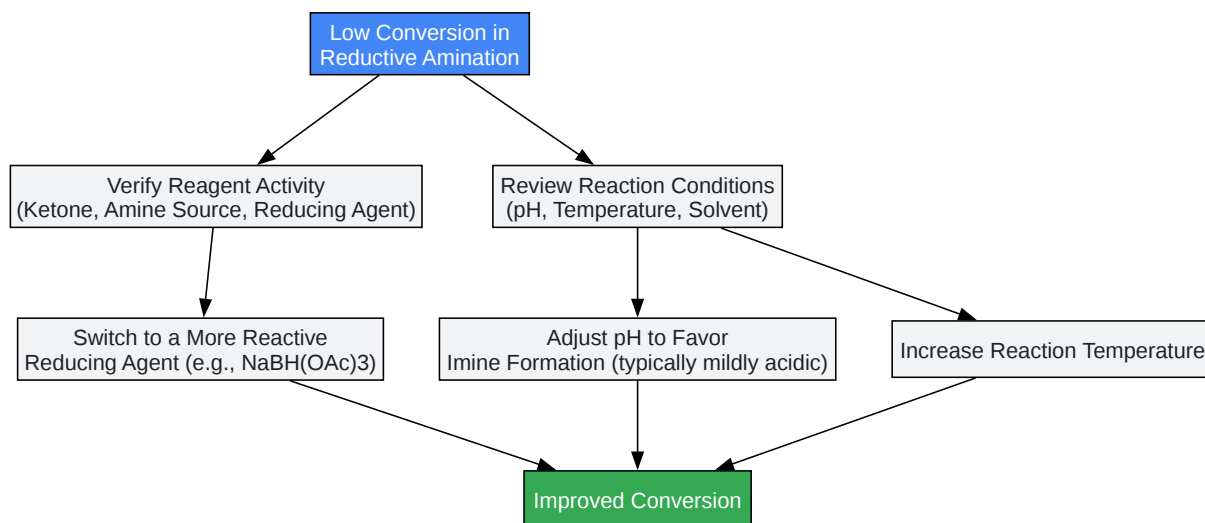 Low Conversion in
Reductive Amination
Verify Reagent Activity
(Ketone, Amine Source, Reducing Agent)
Review Reaction Conditions
(pH, Temperature, Solvent)
Switch to a More Reactive
Reducing Agent (e.g., NaBH(OAc)3)
Adjust pH to Favor
Imine Formation (typically mildly acidic)
Increase Reaction Temperature
Improved Conversion